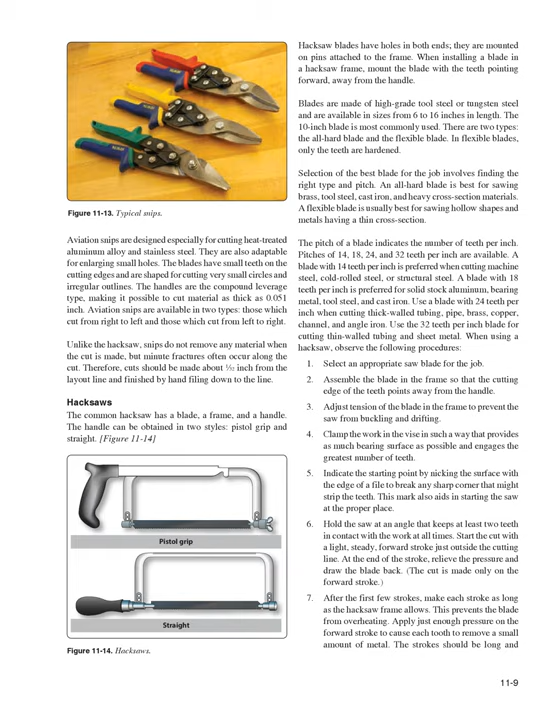 Figure 11-13. Typical snips.
Aviation snips are designed especially for cutting heat-treated
aluminum alloy and stainless steel. They are also adaptable
for enlarging small holes. The blades have small teeth on the
cutting edges and are shaped for cutting very small circles and
irregular outlines. The handles are the compound leverage
type, making it possible to cut material as thick as 0.051
inch. Aviation snips are available in two types: those which
cut from right to left and those which cut from left to right.
Unlike the hacksaw, snips do not remove any material when
the cut is made, but minute fractures often occur along the
cut. Therefore, cuts should be made about 1⁄32 inch from the
layout line and finished by hand filing down to the line.
Hacksaws
The common hacksaw has a blade, a frame, and a handle.
The handle can be obtained in two styles: pistol grip and
straight. [Figure 11-14]
Pistol grip
Straight
Figure 11-14. Hacksaws.
Hacksaw blades have holes in both ends; they are mounted
on pins attached to the frame. When installing a blade in
a hacksaw frame, mount the blade with the teeth pointing
forward, away from the handle.
Blades are made of high-grade tool steel or tungsten steel
and are available in sizes from 6 to 16 inches in length. The
10-inch blade is most commonly used. There are two types:
the all-hard blade and the flexible blade. In flexible blades,
only the teeth are hardened.
Selection of the best blade for the job involves finding the
right type and pitch. An all-hard blade is best for sawing
brass, tool steel, cast iron, and heavy cross-section materials.
A flexible blade is usually best for sawing hollow shapes and
metals having a thin cross-section.
The pitch of a blade indicates the number of teeth per inch.
Pitches of 14, 18, 24, and 32 teeth per inch are available. A
blade with 14 teeth per inch is preferred when cutting machine
steel, cold-rolled steel, or structural steel. A blade with 18
teeth per inch is preferred for solid stock aluminum, bearing
metal, tool steel, and cast iron. Use a blade with 24 teeth per
inch when cutting thick-walled tubing, pipe, brass, copper,
channel, and angle iron. Use the 32 teeth per inch blade for
cutting thin-walled tubing and sheet metal. When using a
hacksaw, observe the following procedures:
1. Select an appropriate saw blade for the job.
2. Assemble the blade in the frame so that the cutting
edge of the teeth points away from the handle.
3. Adjust tension of the blade in the frame to prevent the
saw from buckling and drifting.
4. Clamp the work in the vise in such a way that provides
as much bearing surface as possible and engages the
greatest number of teeth.
5. Indicate the starting point by nicking the surface with
the edge of a file to break any sharp corner that might
strip the teeth. This mark also aids in starting the saw
at the proper place.
6. Hold the saw at an angle that keeps at least two teeth
in contact with the work at all times. Start the cut with
a light, steady, forward stroke just outside the cutting
line. At the end of the stroke, relieve the pressure and
draw the blade back. (The cut is made only on the
forward stroke.)
7. After the first few strokes, make each stroke as long
as the hacksaw frame allows. This prevents the blade
from overheating. Apply just enough pressure on the
forward stroke to cause each tooth to remove a small
amount of metal. The strokes should be long and
11-9